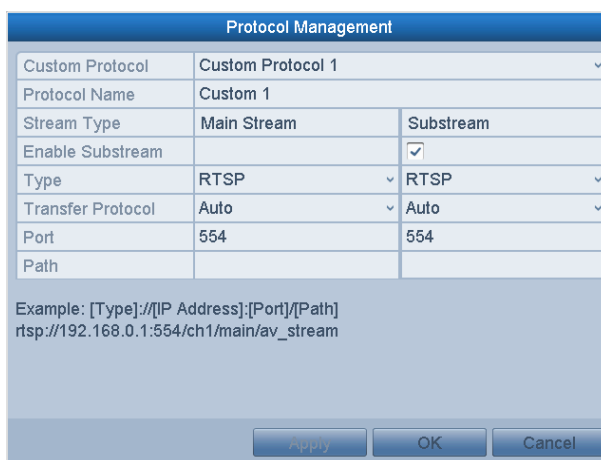 Protocol Management
Custom Protocol Custom Protocol 1
Protocol Name Custom 1
Stream Type Main Stream Substream
Enable Substream
Type RTSP RTSP
Transfer Protocol Auto Auto
Port 554 554
Path
Example: [Type]://[IP Address]:[Port]/[Path]
rtsp://192.168.0.1:554/ch1/main/av_stream
Apply OK Cancel